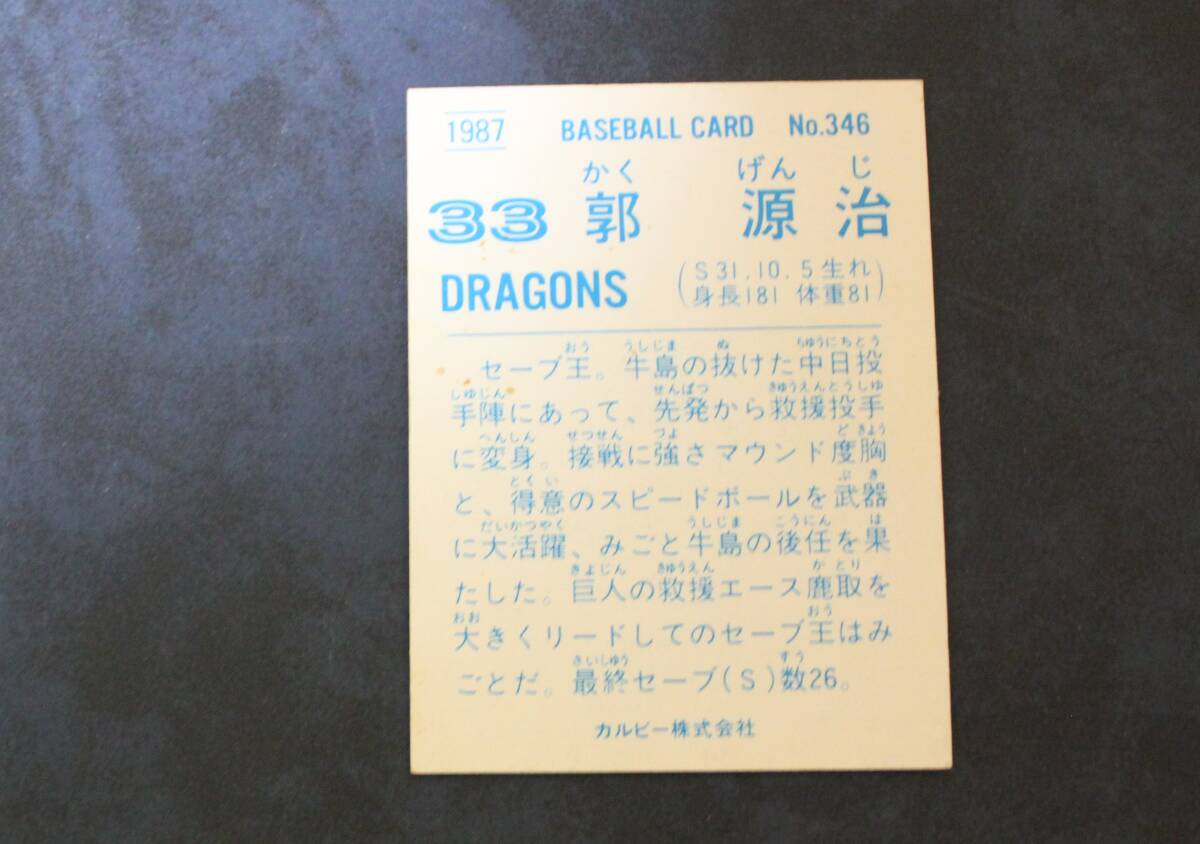 1987 BASEBALL CARD No.346
かく げん じ
33 郭 源 治
DRAGONS
(S31.10.5生れ
身長181 体重81)
おう うしじま ぬ ちゅうにちとう
セーブ王。牛島の抜けた中日投
しゅじん せんぱつ きゅうえんとうしゅ
手陣にあって、先発から救援投手
へんしん せつせん つよ ど きょう
に変身。接戦に強さマウンド度胸
とく い ぶ き
と、得意のスピードボールを武器
だいかつやく うしじま こうにん は
に大活躍、みごと牛島の後任を果
きょじん きゅうえん か とり
たした。巨人の救援エース鹿取を
おお おう
大きくリードしてのセーブ王はみ
さいしゅう すう
ごとだ。最終セーブ(S)数26。
カルビー株式会社